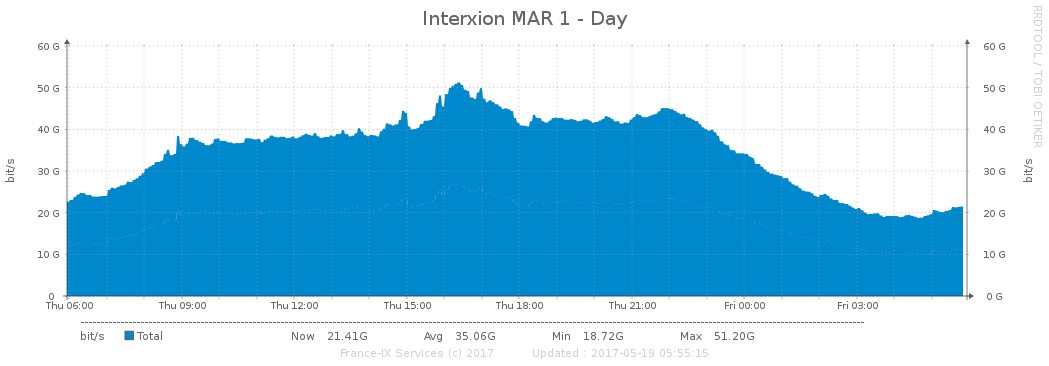 Interxion MAR 1 - Day
RRDTOOL / TOBI OETIKER
bit/s
60 G
50 G
40 G
30 G
20 G
10 G
0
60 G
50 G
40 G
30 G
20 G
10 G
0 G
bit/s
Thu 06:00 Thu 09:00 Thu 12:00 Thu 15:00 Thu 18:00 Thu 21:00 Fri 00:00 Fri 03:00
bit/s Total Now 21.41G Avg 35.06G Min 18.72G Max 51.20G
France-IX Services (c) 2017 Updated : 2017-05-19 05:55:15